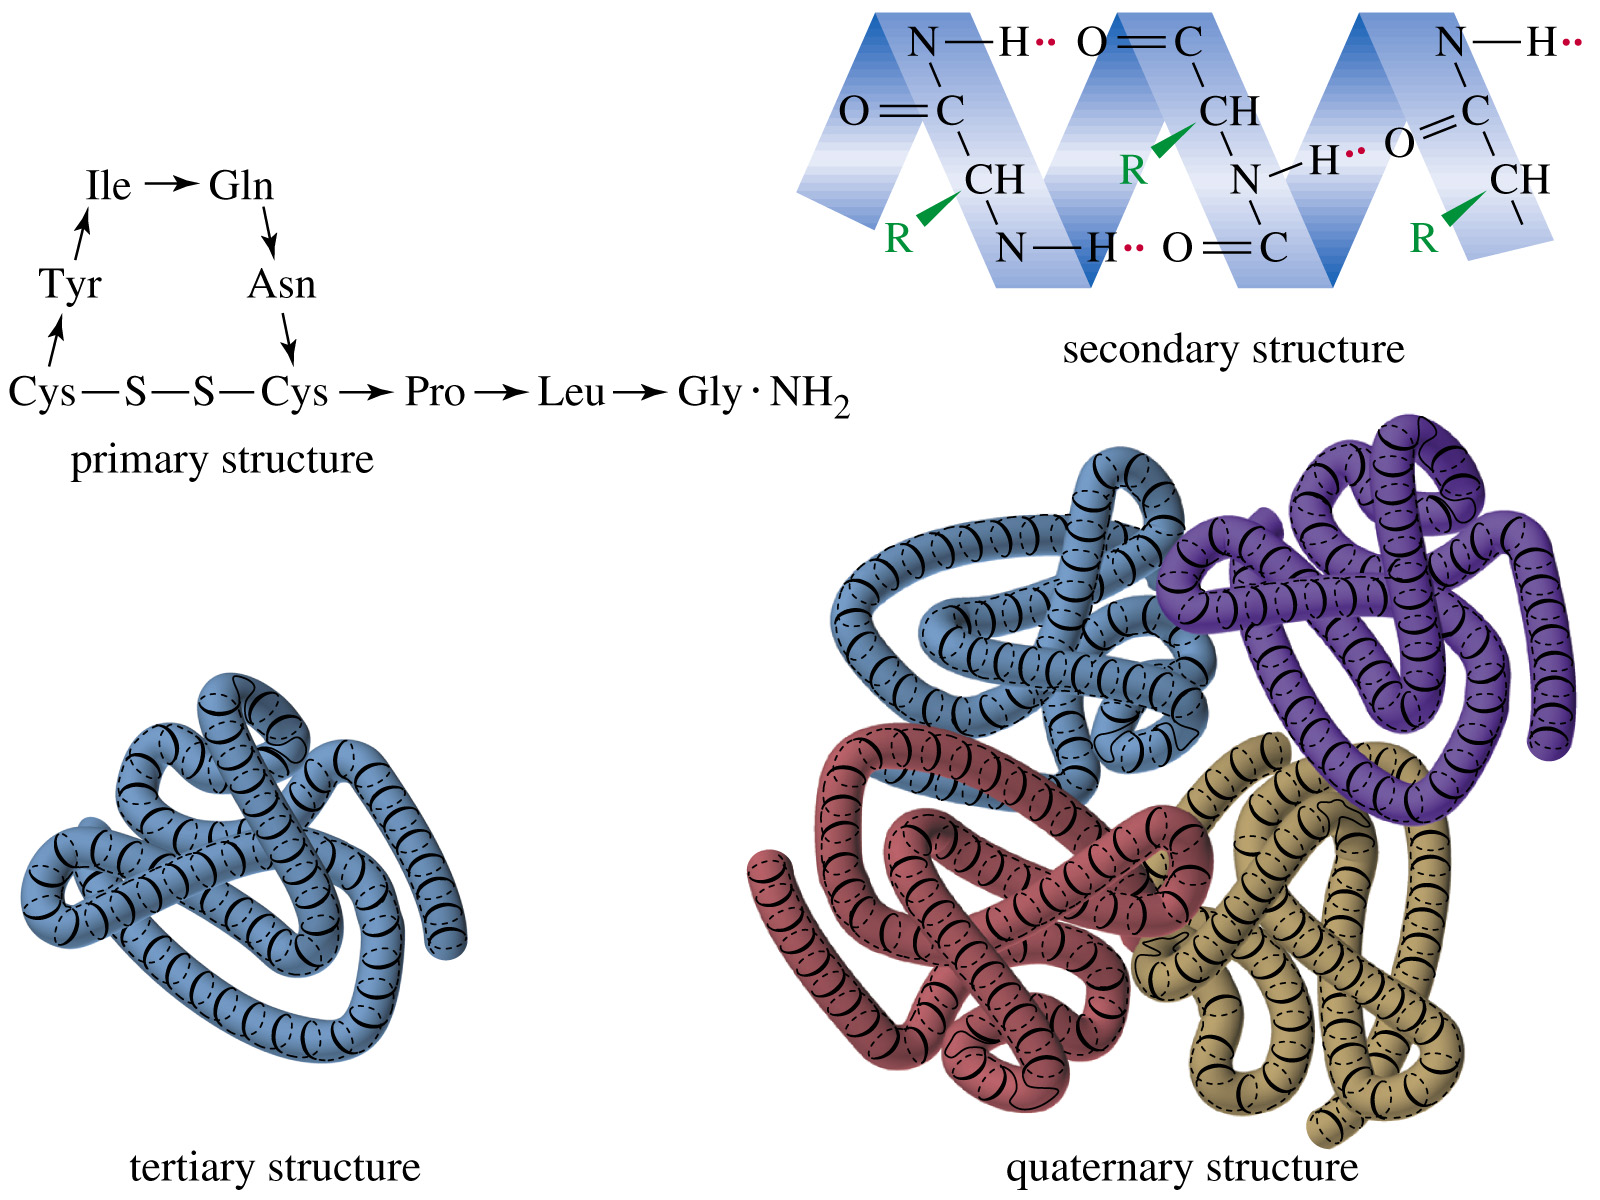 Ile → Gln
Tyr Asn
Cys—S—S—Cys → Pro → Leu → Gly · NH₂
primary structure
N—H·· O=C N—H··
O=C CH C
O
R H··
CH N CH
R R
N—H·· O=C
secondary structure
tertiary structure
quaternary structure